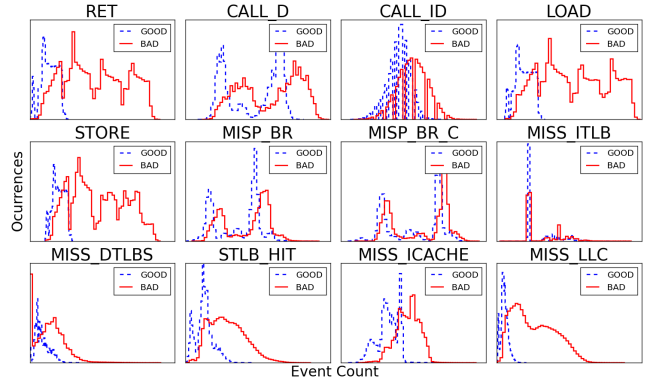 RET CALL_D CALL_ID LOAD
GOOD GOOD GOOD GOOD
BAD BAD BAD BAD
STORE MISP_BR MISP_BR_C MISS_ITLB
GOOD GOOD GOOD GOOD
BAD BAD BAD BAD
Ocurrences
MISS_DTLBS STLB_HIT MISS_ICACHE MISS_LLC
GOOD GOOD GOOD GOOD
BAD BAD BAD BAD
Event Count